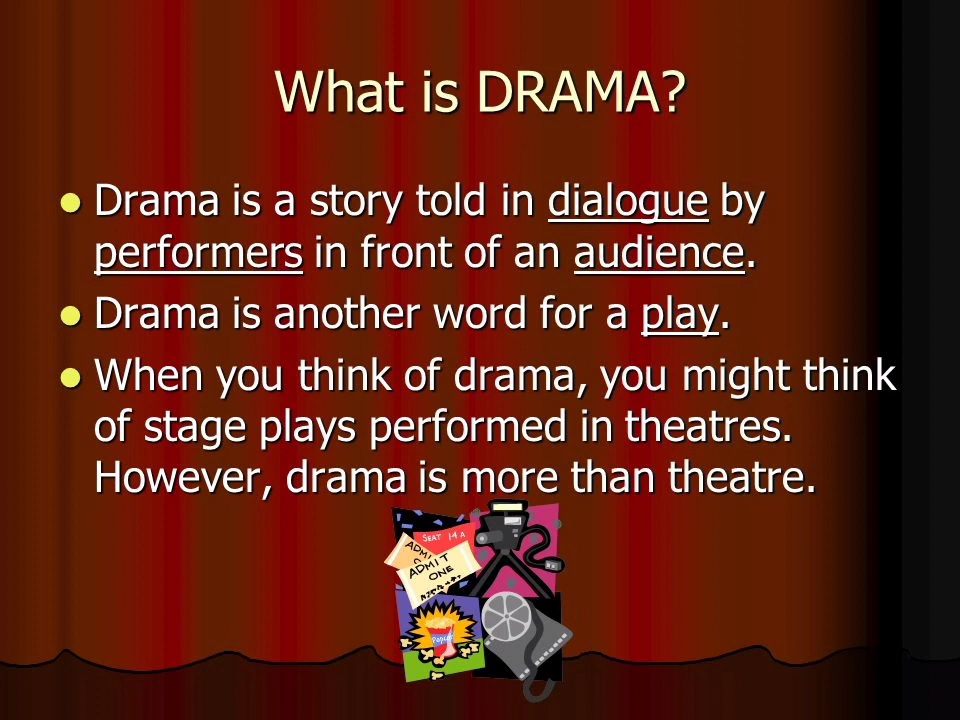 What is DRAMA?
Drama is a story told in dialogue by
performers in front of an audience.
Drama is another word for a play.
When you think of drama, you might think
of stage plays performed in theatres.
However, drama is more than theatre.
SEAT 14 A
ADMIT
ONE